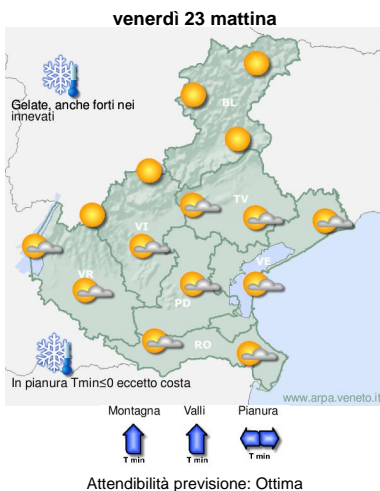 venerdì 23 mattina
BL
Gelate, anche forti nei
innevati
TV
VI
VE
VR
PD
RO
In pianura Tmin≤0 eccetto costa
www.arpa.veneto.it
Montagna Valli Pianura
T min T min T min
Attendibilità previsione: Ottima